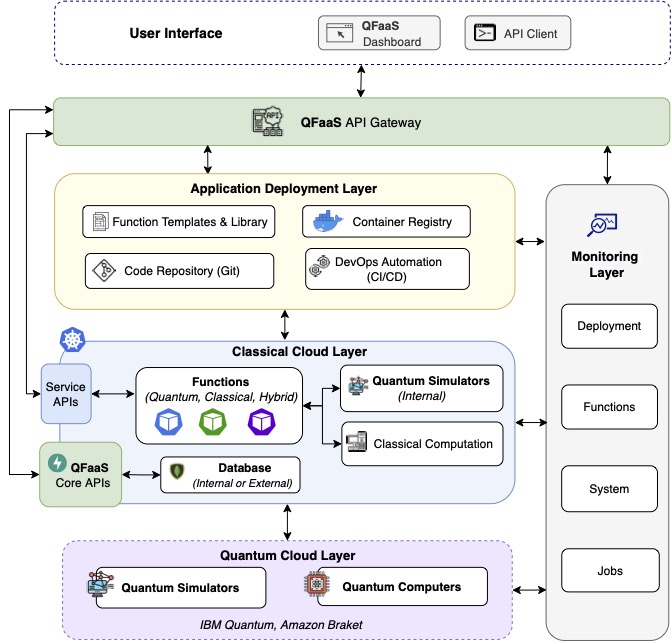 User Interface
QFaaS
Dashboard
API Client
API
QFaaS API Gateway
Application Deployment Layer
Function Templates & Library
Container Registry
Code Repository (Git)
DevOps Automation
(CI/CD)
Monitoring
Layer
Deployment
Functions
System
Jobs
Classical Cloud Layer
Service
APIs
Functions
(Quantum, Classical, Hybrid)
Quantum Simulators
(Internal)
Classical Computation
QFaaS
Core APIs
Database
(Internal or External)
Quantum Cloud Layer
Quantum Simulators
Quantum Computers
IBM Quantum, Amazon Braket